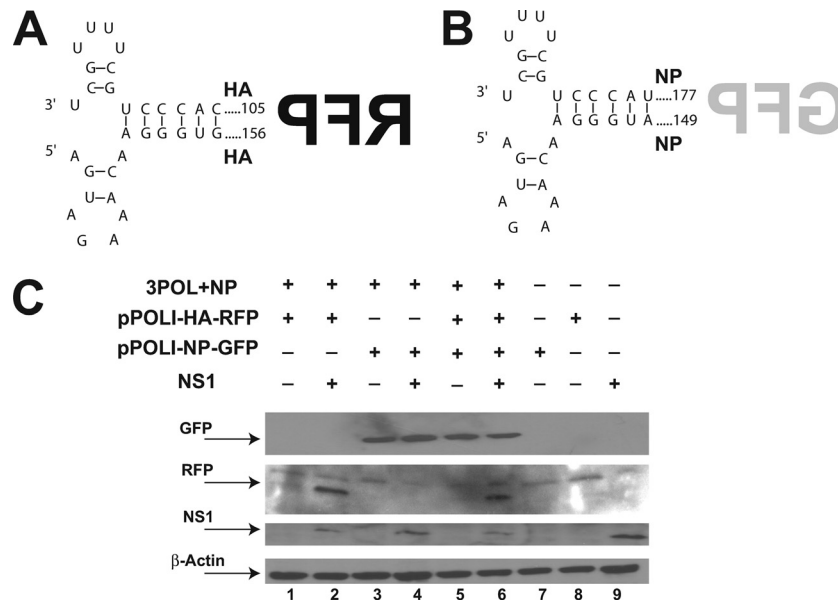 A
U U
U U
G–C
C–G
HA
3' U U C C C A C.....105
A G G G U G.....156
HA
5' A A
G–C
U A
A A
G A
RFP
B
U U
U U
G–C
C–G
NP
3' U U C C C A U.....177
A G G G U A.....149
NP
5' A A
G–C
U A
A A
G A
GFP
C
3POL+NP + + + + + + – – –
pPOLI-HA-RFP + + – – + + – + –
pPOLI-NP-GFP – – + + + + + – –
NS1 – + – + – + – – +
GFP
RFP
NS1
β-Actin
1 2 3 4 5 6 7 8 9